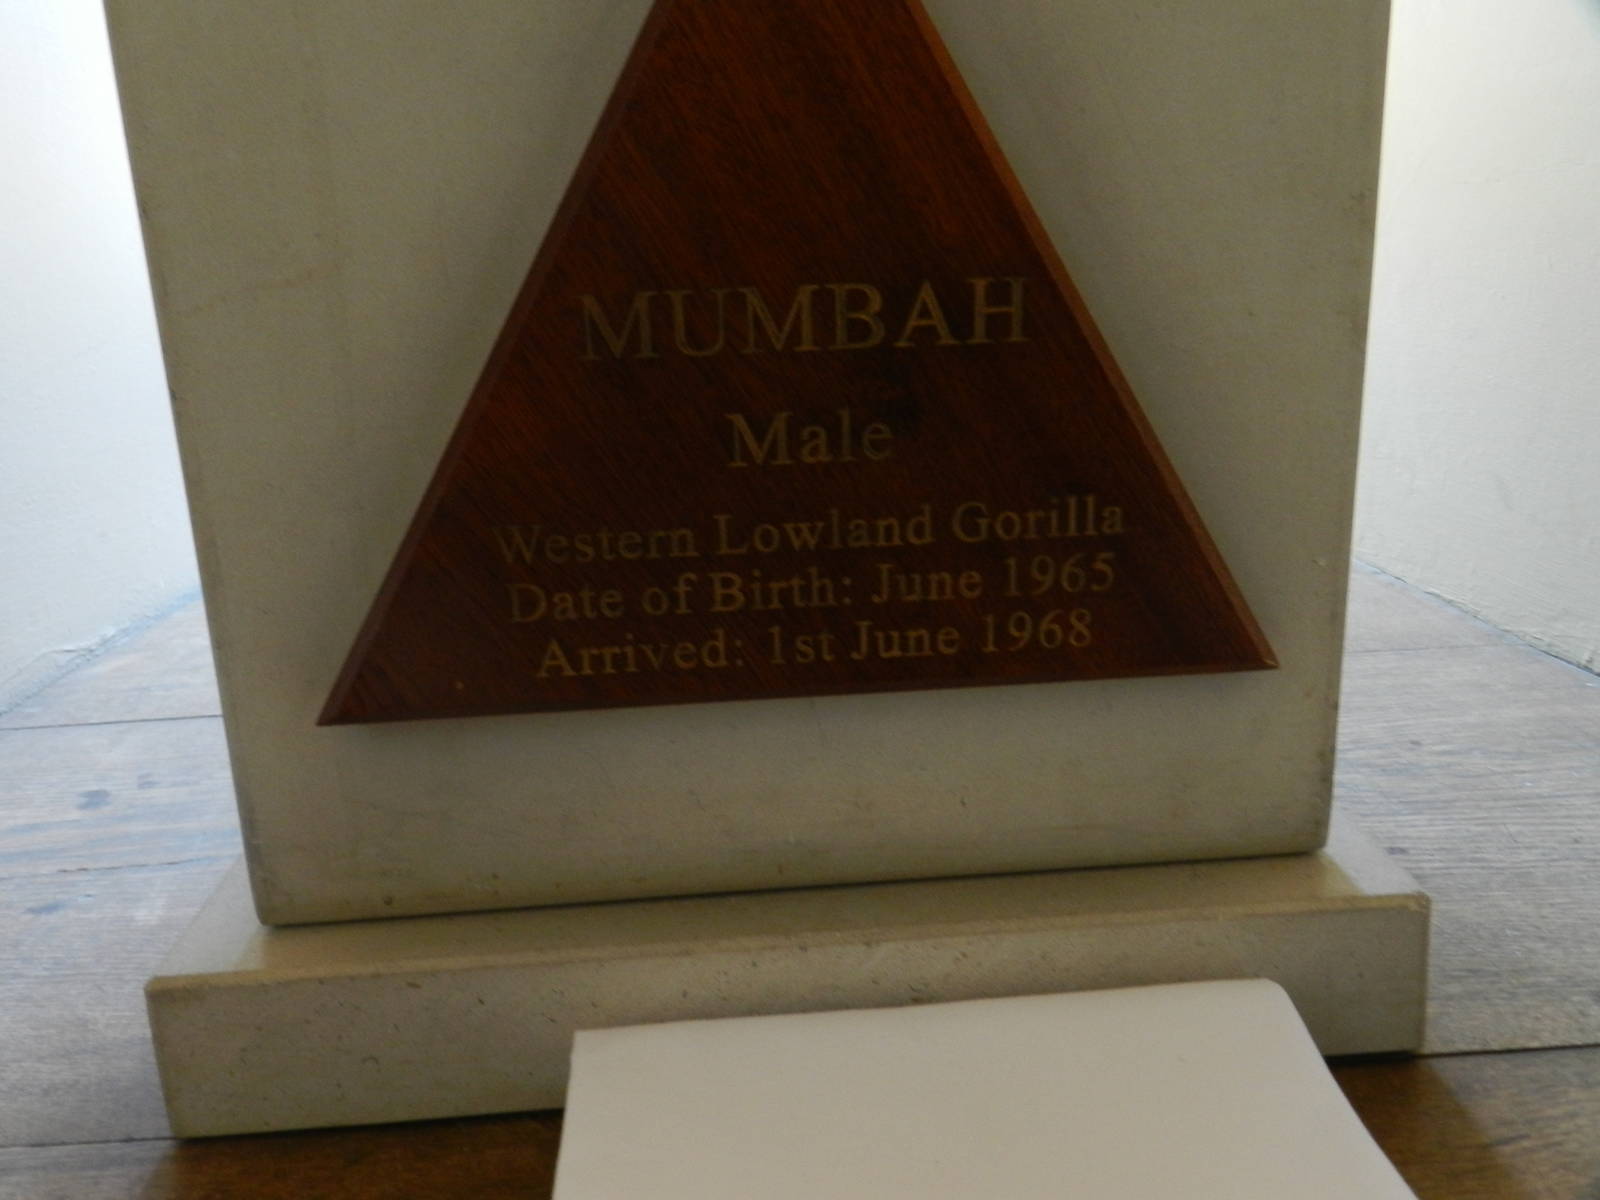 MUMBAH
Male
Western Lowland Gorilla
Date of Birth: June 1965
Arrived: 1st June 1968